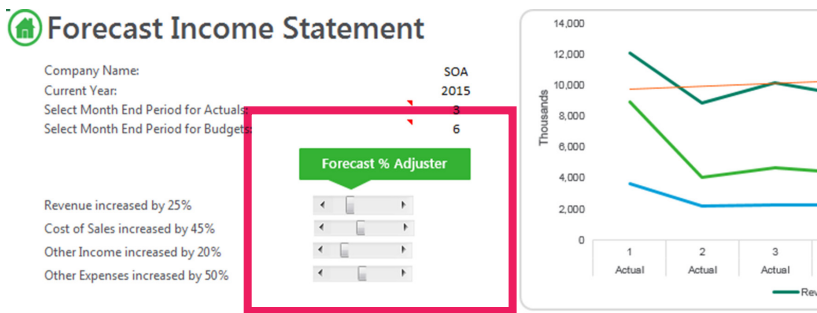 Forecast Income Statement
Company Name: SOA
Current Year: 2015
Select Month End Period for Actuals: 3
Select Month End Period for Budgets: 6
Forecast % Adjuster
Revenue increased by 25%
Cost of Sales increased by 45%
Other Income increased by 20%
Other Expenses increased by 50%
14,000
12,000
10,000
8,000
6,000
4,000
2,000
0
Thousands
1 2 3
Actual Actual Actual